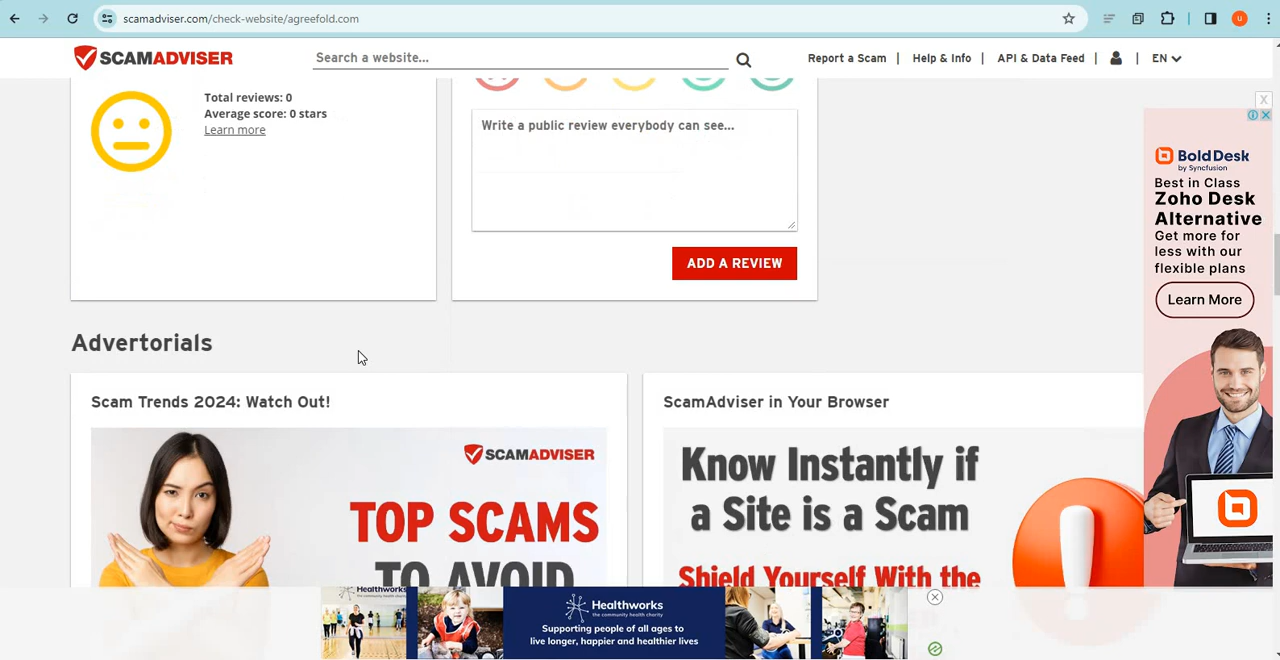 scamadviser.com/check-website/agreefold.com
U
SCAMADVISER
Search a website...
Report a Scam | Help & Info | API & Data Feed | | EN
Total reviews: 0
Average score: 0 stars
Learn more
Write a public review everybody can see...
ADD A REVIEW
X
BoldDesk
by Syncfusion
Best in Class
Zoho Desk
Alternative
Get more for
less with our
flexible plans
Learn More
Advertorials
Scam Trends 2024: Watch Out!
SCAMADVISER
TOP SCAMS
TO AVOID
ScamAdviser in Your Browser
Know Instantly if
a Site is a Scam
Shield Yourself With the
Healthworks
the community health charity
Healthworks
the community health charity
Supporting people of all ages to
live longer, happier and healthier lives